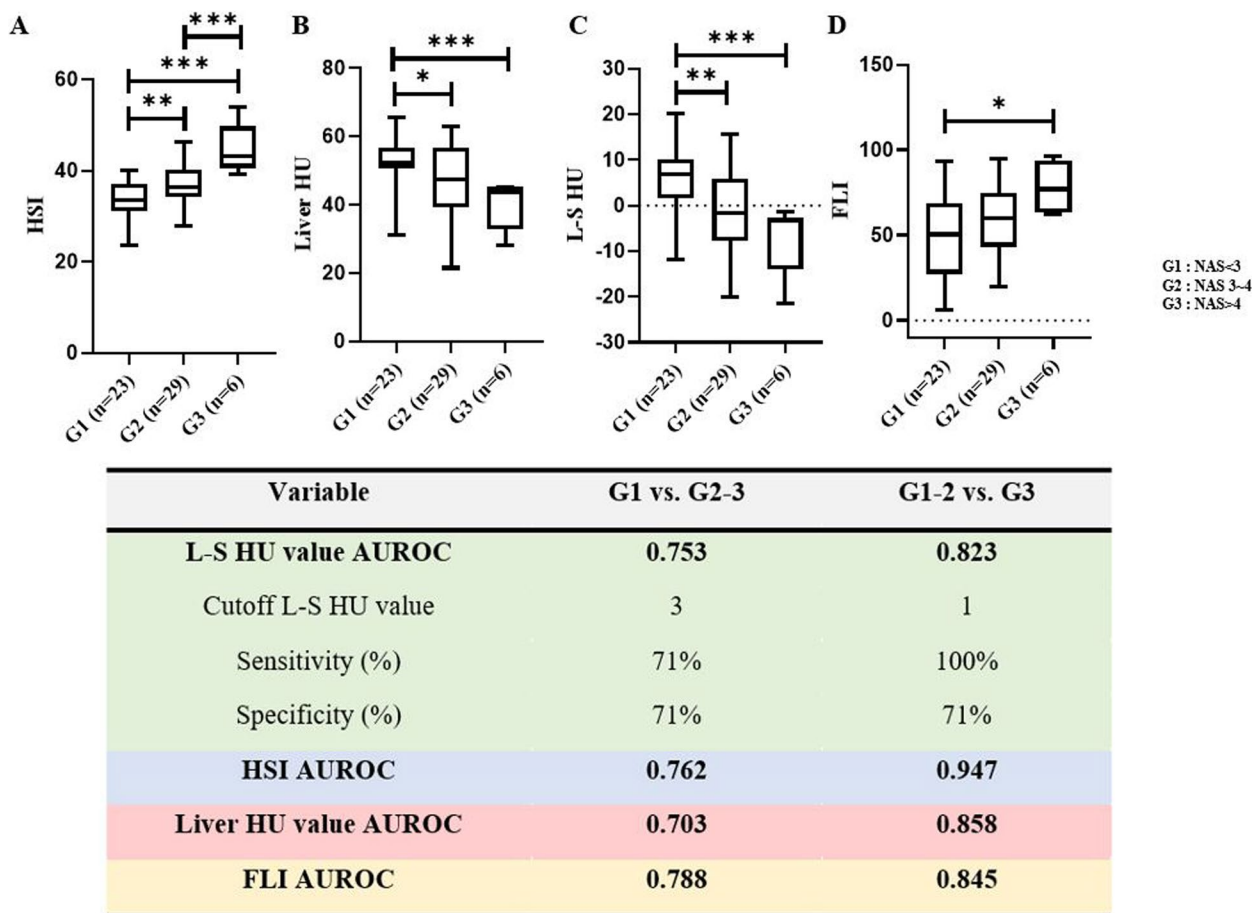 A
HSI
60
40
20
0
**
***
***
G1 (n=23)
G2 (n=29)
G3 (n=6)
B
Liver HU
80
60
40
20
0
*
***
G1 (n=23)
G2 (n=29)
G3 (n=6)
C
L-S HU
30
20
10
0
-10
-20
-30
**
***
G1 (n=23)
G2 (n=29)
G3 (n=6)
D
FLI
150
100
50
0
*
G1 (n=23)
G2 (n=29)
G3 (n=6)
G1 : NAS<3
G2 : NAS 3~4
G3 : NAS>4
Variable G1 vs. G2-3 G1-2 vs. G3
L-S HU value AUROC 0.753 0.823
Cutoff L-S HU value 3 1
Sensitivity (%) 71% 100%
Specificity (%) 71% 71%
HSI AUROC 0.762 0.947
Liver HU value AUROC 0.703 0.858
FLI AUROC 0.788 0.845